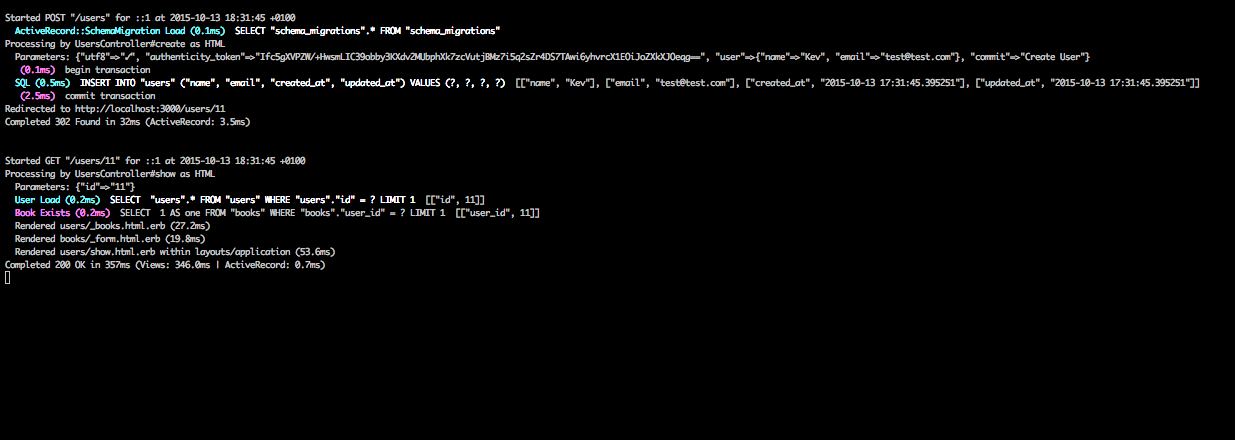 Started POST "/users" for ::1 at 2015-10-13 18:31:45 +0100
ActiveRecord::SchemaMigration Load (0.1ms)  SELECT "schema_migrations".* FROM "schema_migrations"
Processing by UsersController#create as HTML
Parameters: {"utf8"=>"✓", "authenticity_token"=>"Ifc5gXVPZW/+HwsmLIC39obby3KXdv2MUbphXk7zcVutjBMz7i5q2sZr4DS7TAwi6yhvrcX1EQiJoZXkXJQeqg==", "user"=>{"name"=>"Kev", "email"=>"test@test.com"}, "commit"=>"Create User"}
(0.1ms)  begin transaction
SQL (0.5ms)  INSERT INTO "users" ("name", "email", "created_at", "updated_at") VALUES (?, ?, ?, ?)  [["name", "Kev"], ["email", "test@test.com"], ["created_at", "2015-10-13 17:31:45.395251"], ["updated_at", "2015-10-13 17:31:45.395251"]]
(2.5ms)  commit transaction
Redirected to http://localhost:3000/users/11
Completed 302 Found in 32ms (ActiveRecord: 3.5ms)
Started GET "/users/11" for ::1 at 2015-10-13 18:31:45 +0100
Processing by UsersController#show as HTML
Parameters: {"id"=>"11"}
User Load (0.2ms)  SELECT  "users".* FROM "users" WHERE "users"."id" = ? LIMIT 1  [["id", 11]]
Book Exists (0.2ms)  SELECT  1 AS one FROM "books" WHERE "books"."user_id" = ? LIMIT 1  [["user_id", 11]]
Rendered users/_books.html.erb (27.2ms)
Rendered books/_form.html.erb (19.8ms)
Rendered users/show.html.erb within layouts/application (53.6ms)
Completed 200 OK in 357ms (Views: 346.0ms | ActiveRecord: 0.7ms)